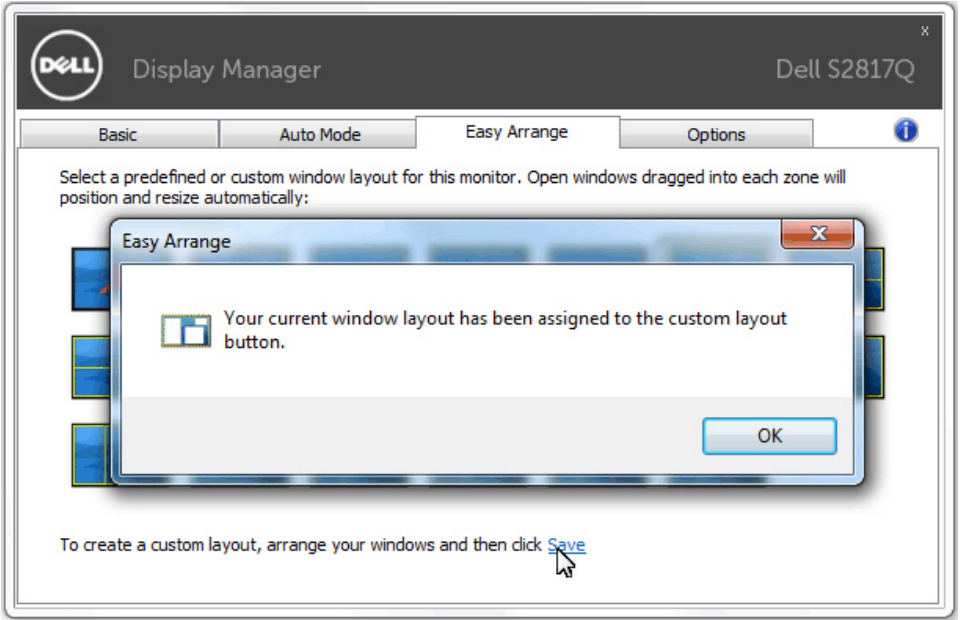 x
DELL
Display Manager
Dell S2817Q
Basic
Auto Mode
Easy Arrange
Options
i
Select a predefined or custom window layout for this monitor. Open windows dragged into each zone will
position and resize automatically:
Easy Arrange
x
Your current window layout has been assigned to the custom layout
button.
OK
To create a custom layout, arrange your windows and then click Save